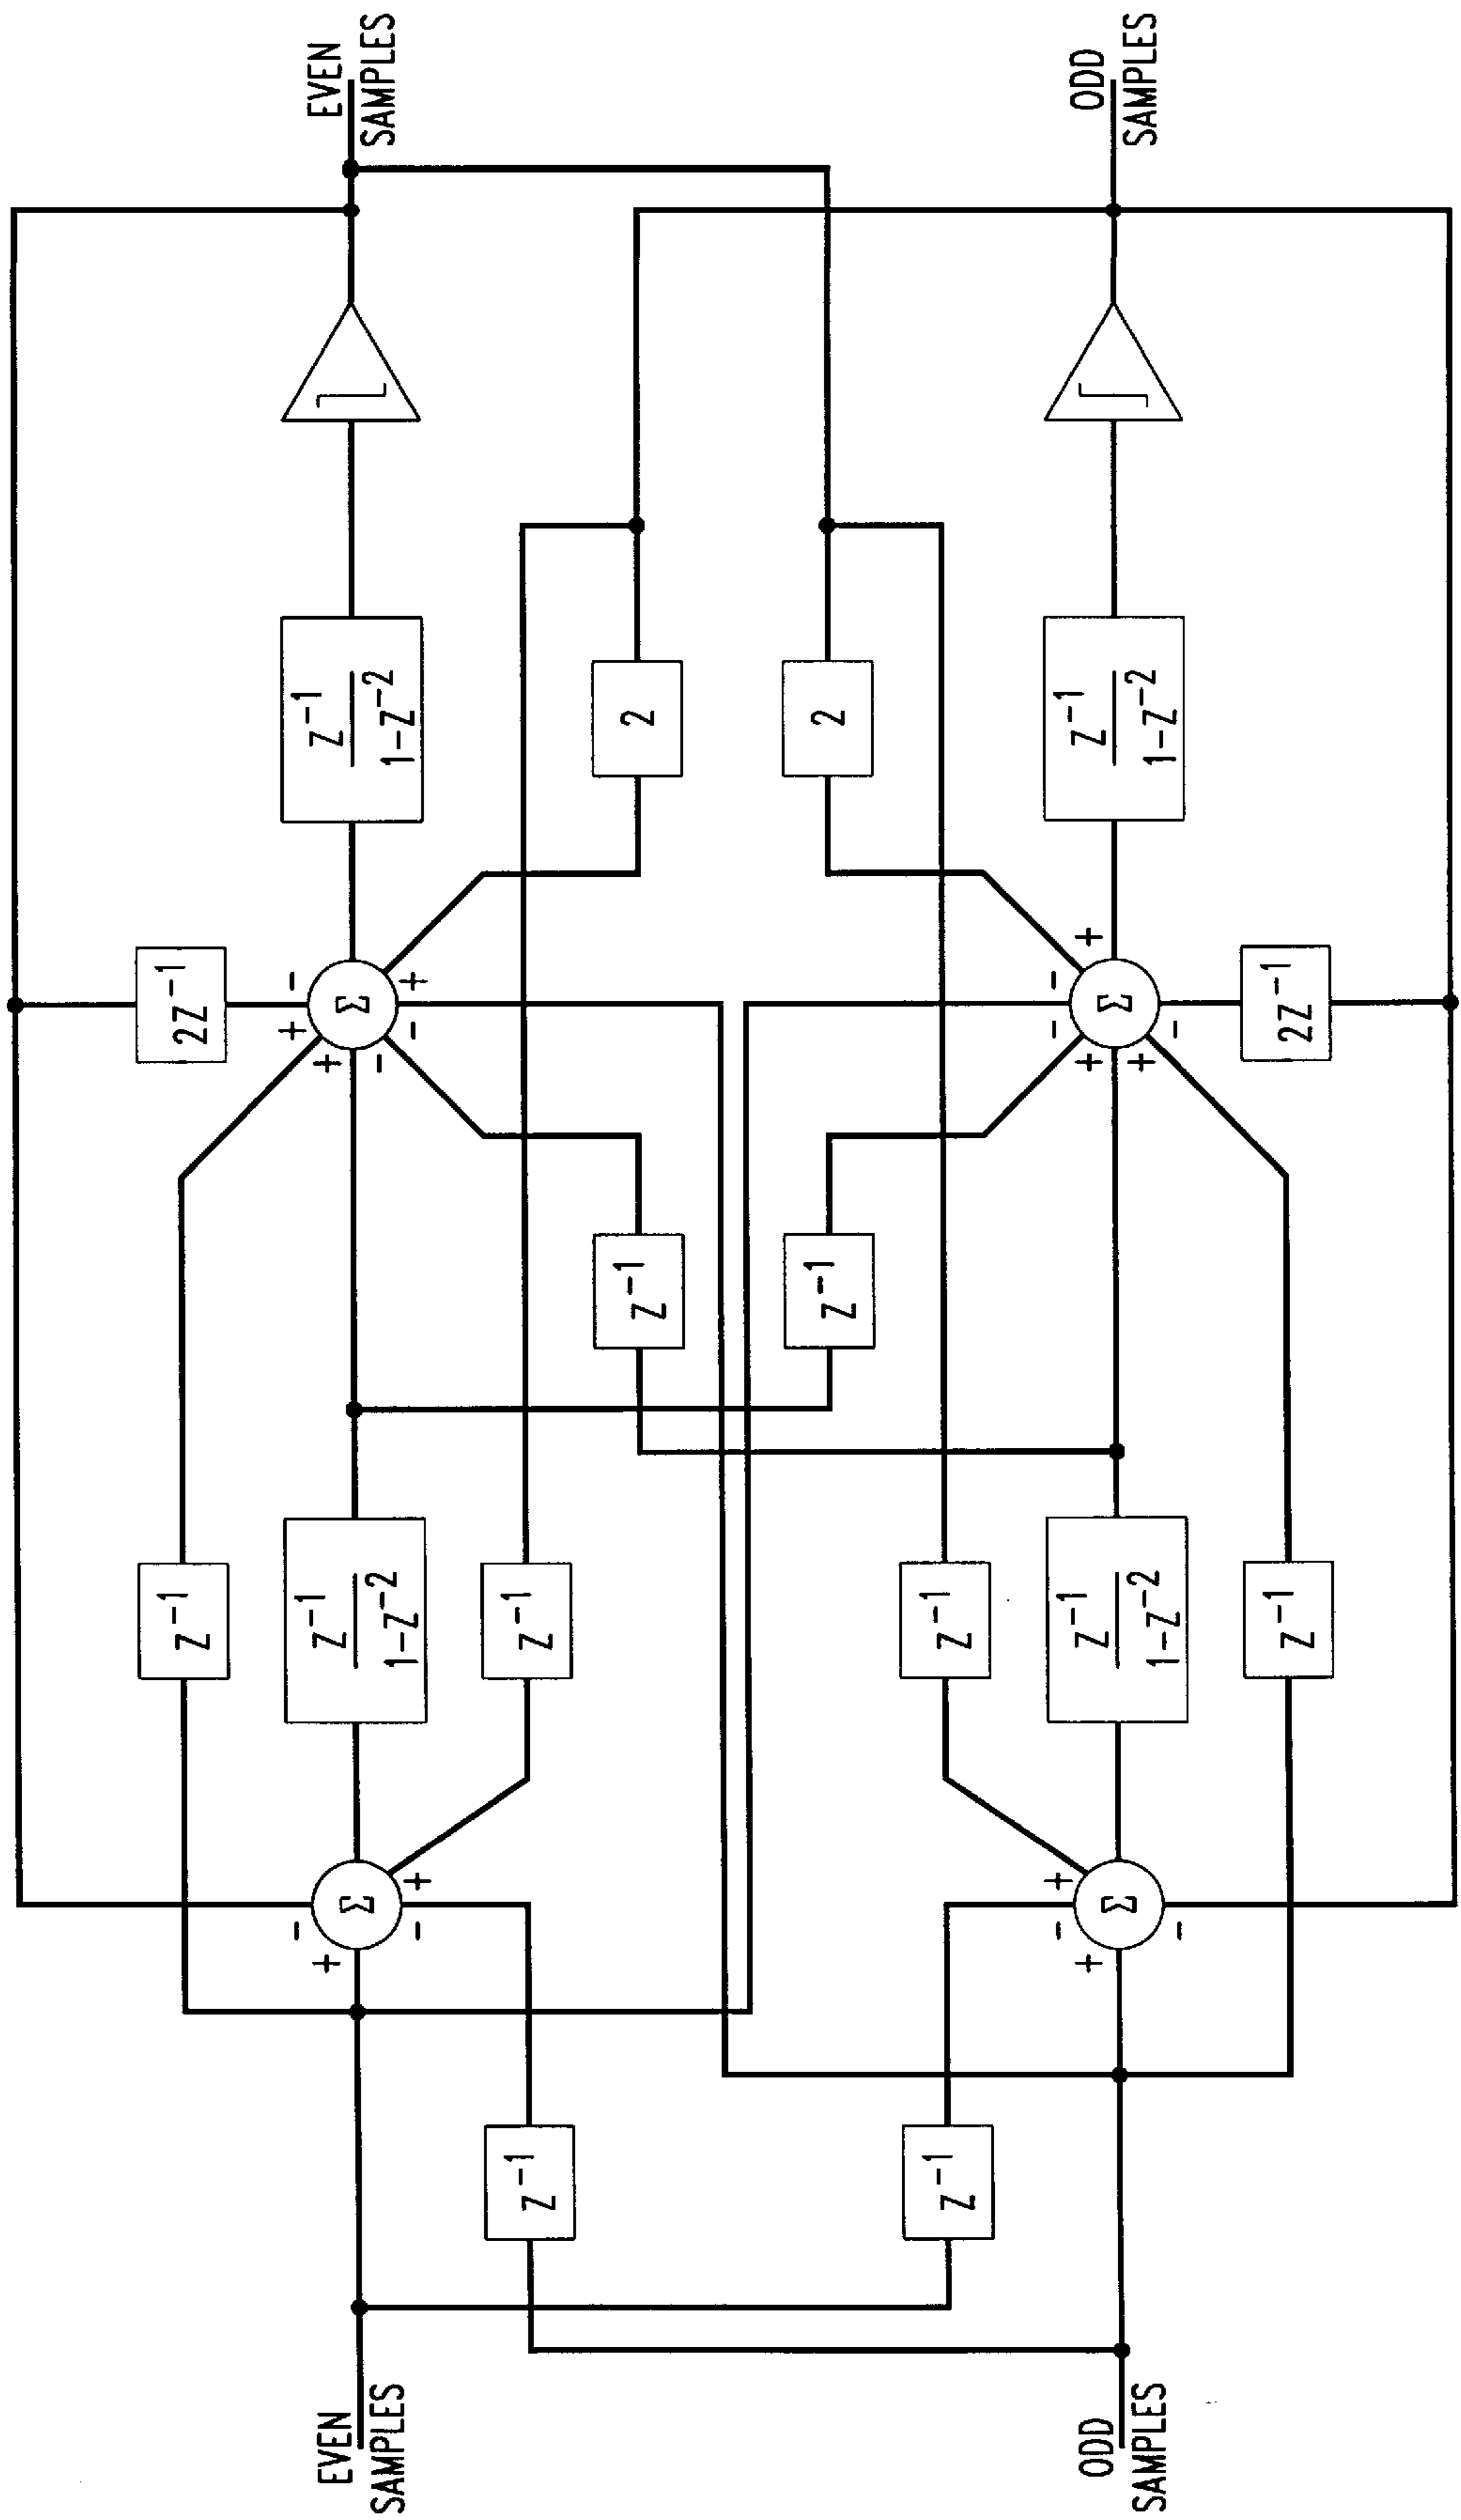 Z⁻¹
2Z⁻¹
− + −
EVEN
SAMPLES
+
−
Σ
+
Z⁻¹
1−Z⁻²
+
−
Σ
− +
Z⁻¹
1−Z⁻²
EVEN
SAMPLES
Z⁻¹
Z⁻¹
Z⁻¹
2
Z⁻¹
2
Z⁻¹
Z⁻¹
− +
− −
ODD
SAMPLES
+
Σ
−
Z⁻¹
1−Z⁻²
+
+
Σ
−
+
Z⁻¹
1−Z⁻²
ODD
SAMPLES
Z⁻¹
2Z⁻¹